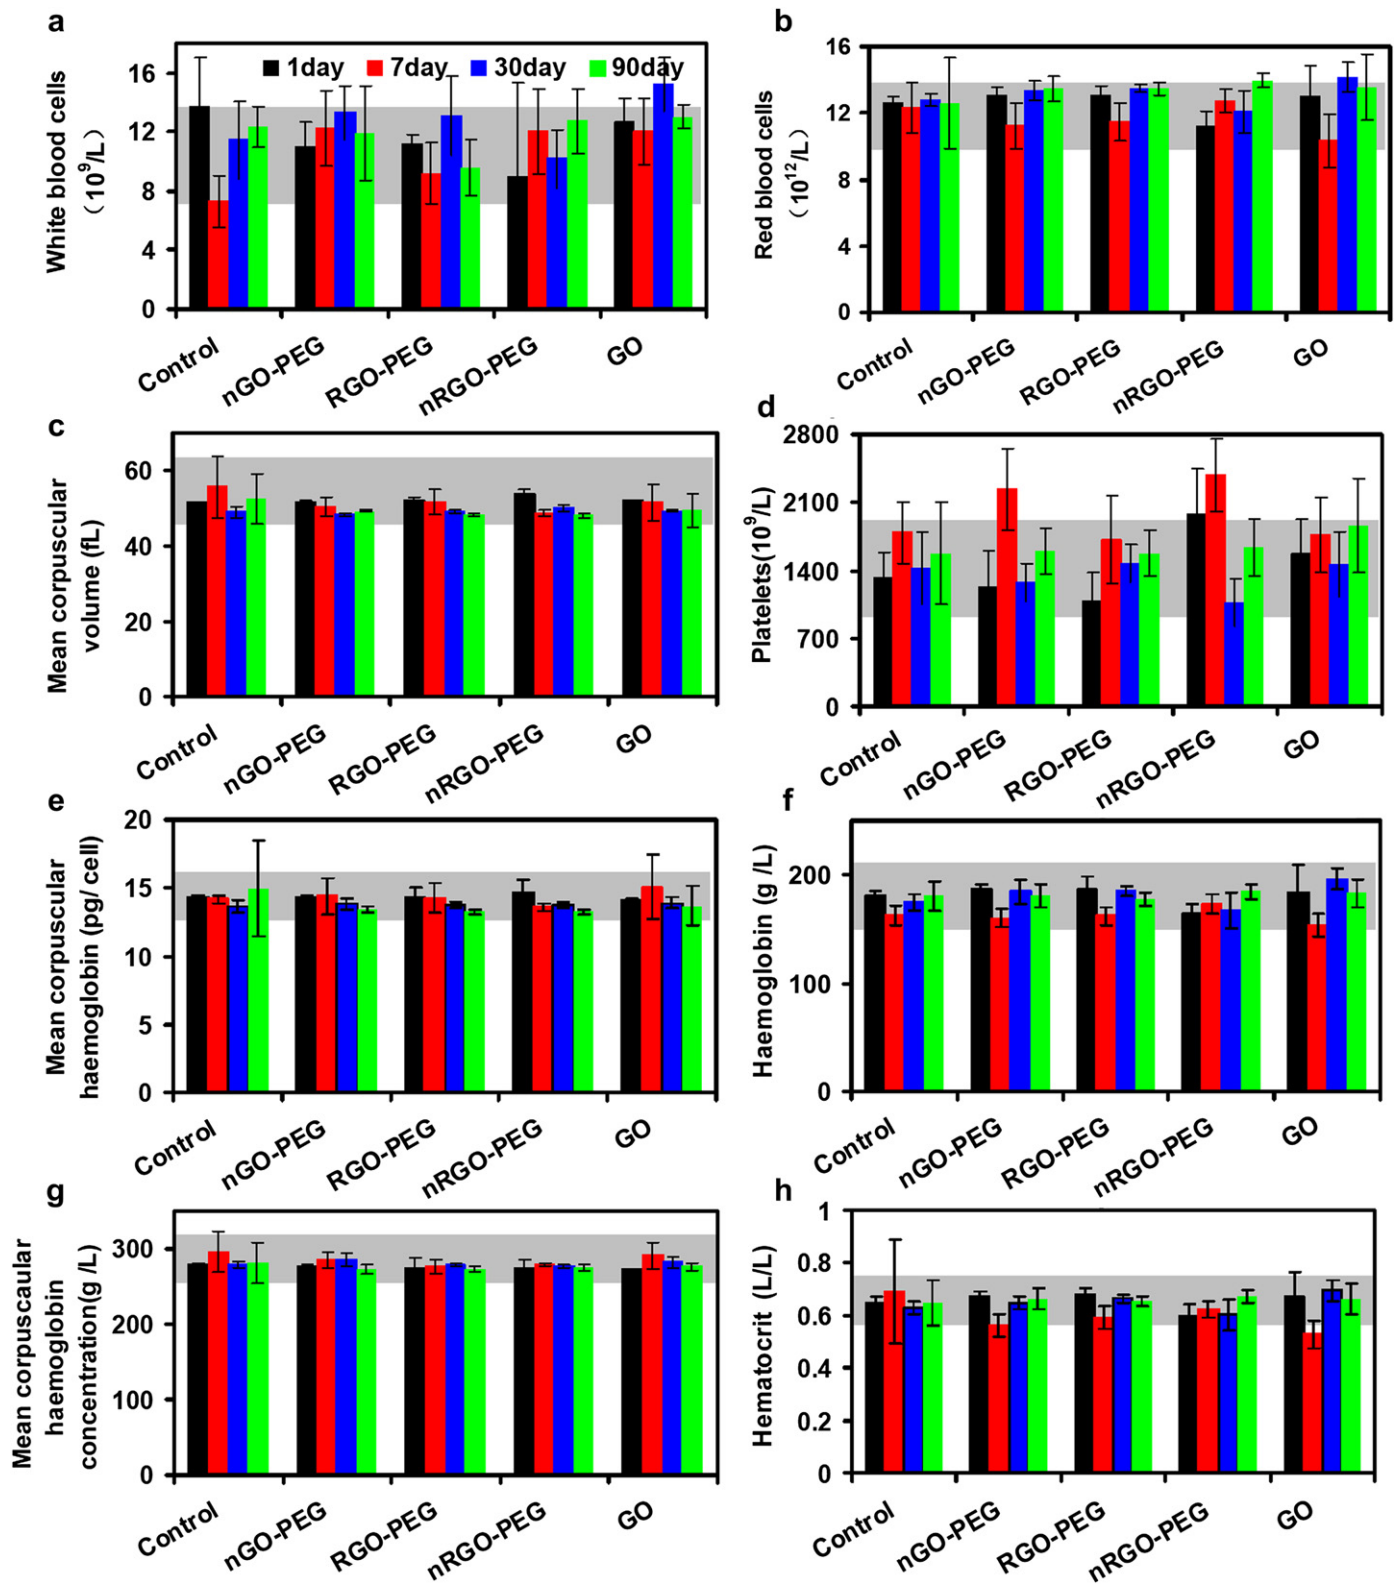 a
White blood cells
(10^9/L)
16
12
8
4
0
1day 7day 30day 90day
Control
nGO-PEG
RGO-PEG
nRGO-PEG
GO
b
Red blood cells
(10^12/L)
16
12
8
4
0
Control
nGO-PEG
RGO-PEG
nRGO-PEG
GO
c
Mean corpuscular
volume (fL)
60
40
20
0
Control
nGO-PEG
RGO-PEG
nRGO-PEG
GO
d
Platelets(10^9/L)
2800
2100
1400
700
0
Control
nGO-PEG
RGO-PEG
nRGO-PEG
GO
e
Mean corpuscular
haemoglobin (pg/ cell)
20
15
10
5
0
Control
nGO-PEG
RGO-PEG
nRGO-PEG
GO
f
Haemoglobin (g /L)
200
100
0
Control
nGO-PEG
RGO-PEG
nRGO-PEG
GO
g
Mean corpuscaular
haemoglobin
concentration(g /L)
300
200
100
0
Control
nGO-PEG
RGO-PEG
nRGO-PEG
GO
h
Hematocrit (L/L)
1
0.8
0.6
0.4
0.2
0
Control
nGO-PEG
RGO-PEG
nRGO-PEG
GO